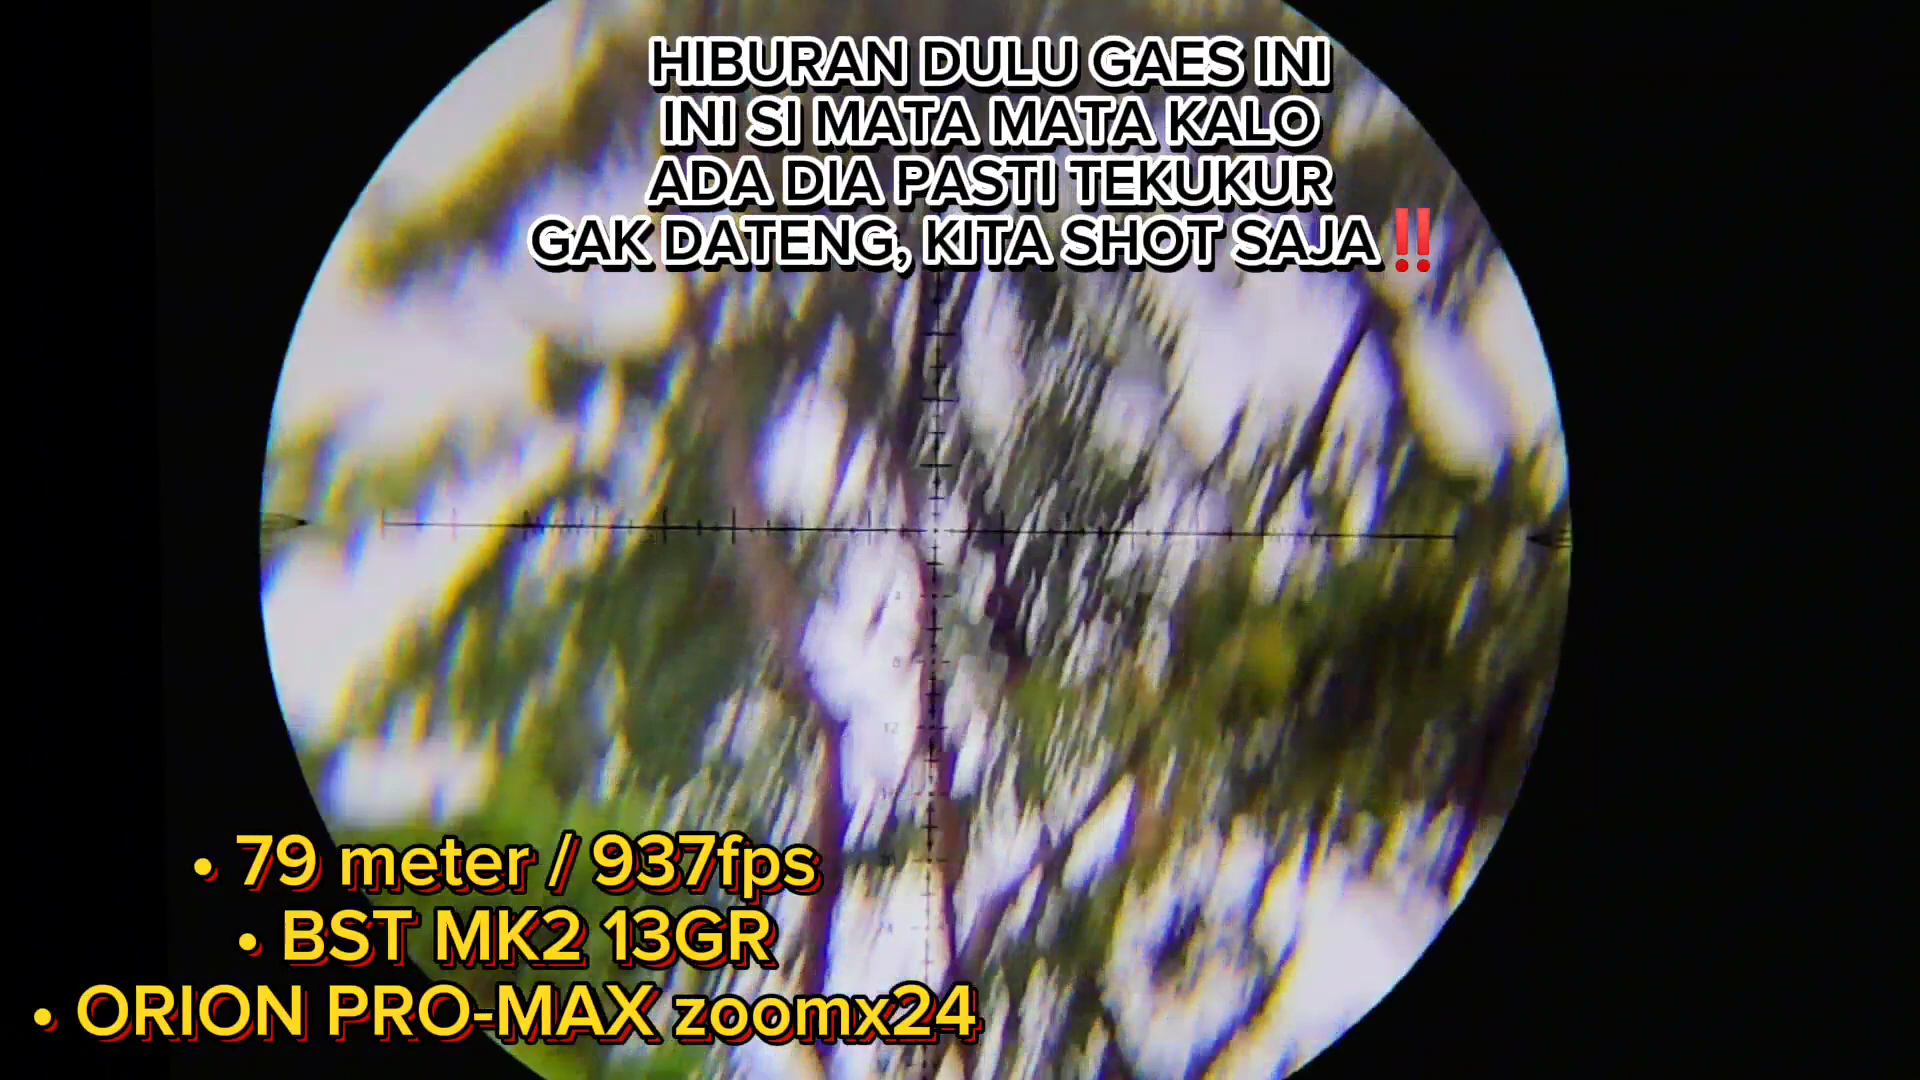 HIBURAN DULU GAES INI
INI SI MATA MATA KALO
ADA DIA PASTI TEKUKUR
GAK DATENG, KITA SHOT SAJA‼️
• 79 meter / 937fps
• BST MK2 13GR
• ORION PRO-MAX zoomx24